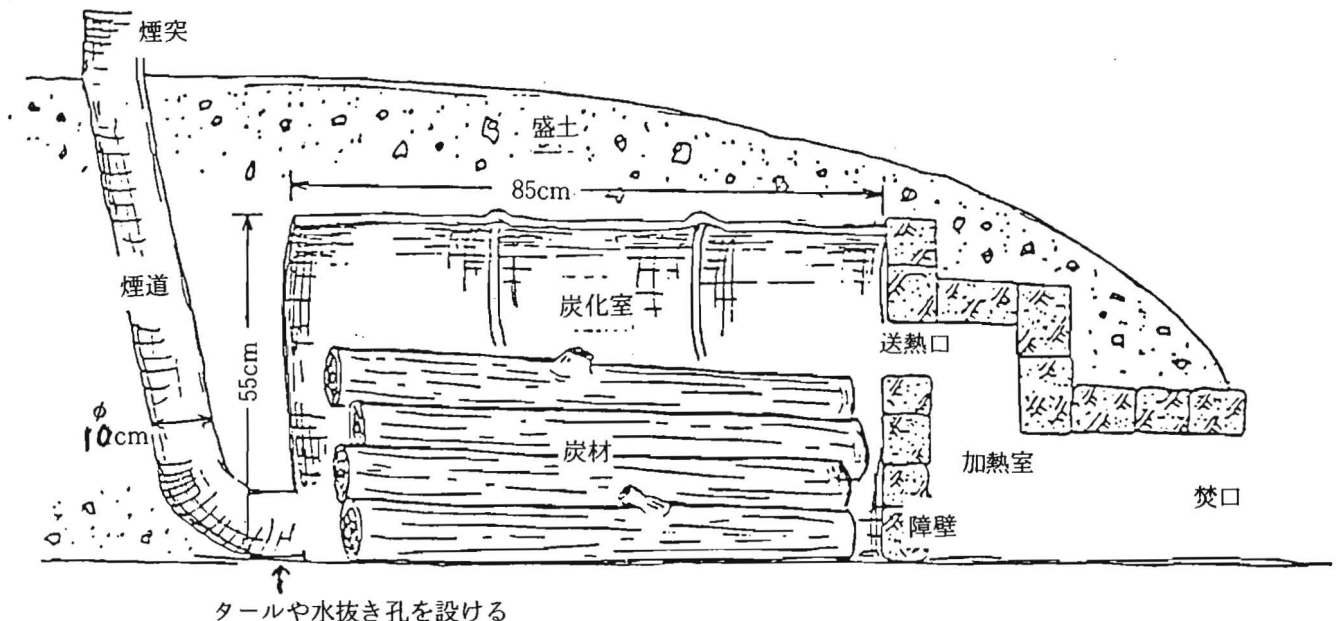 煙突
盛土
85cm
煙道
炭化室
送熱口
55cm
φ
10cm
炭材
加熱室
焚口
障壁
タールや水抜き孔を設ける